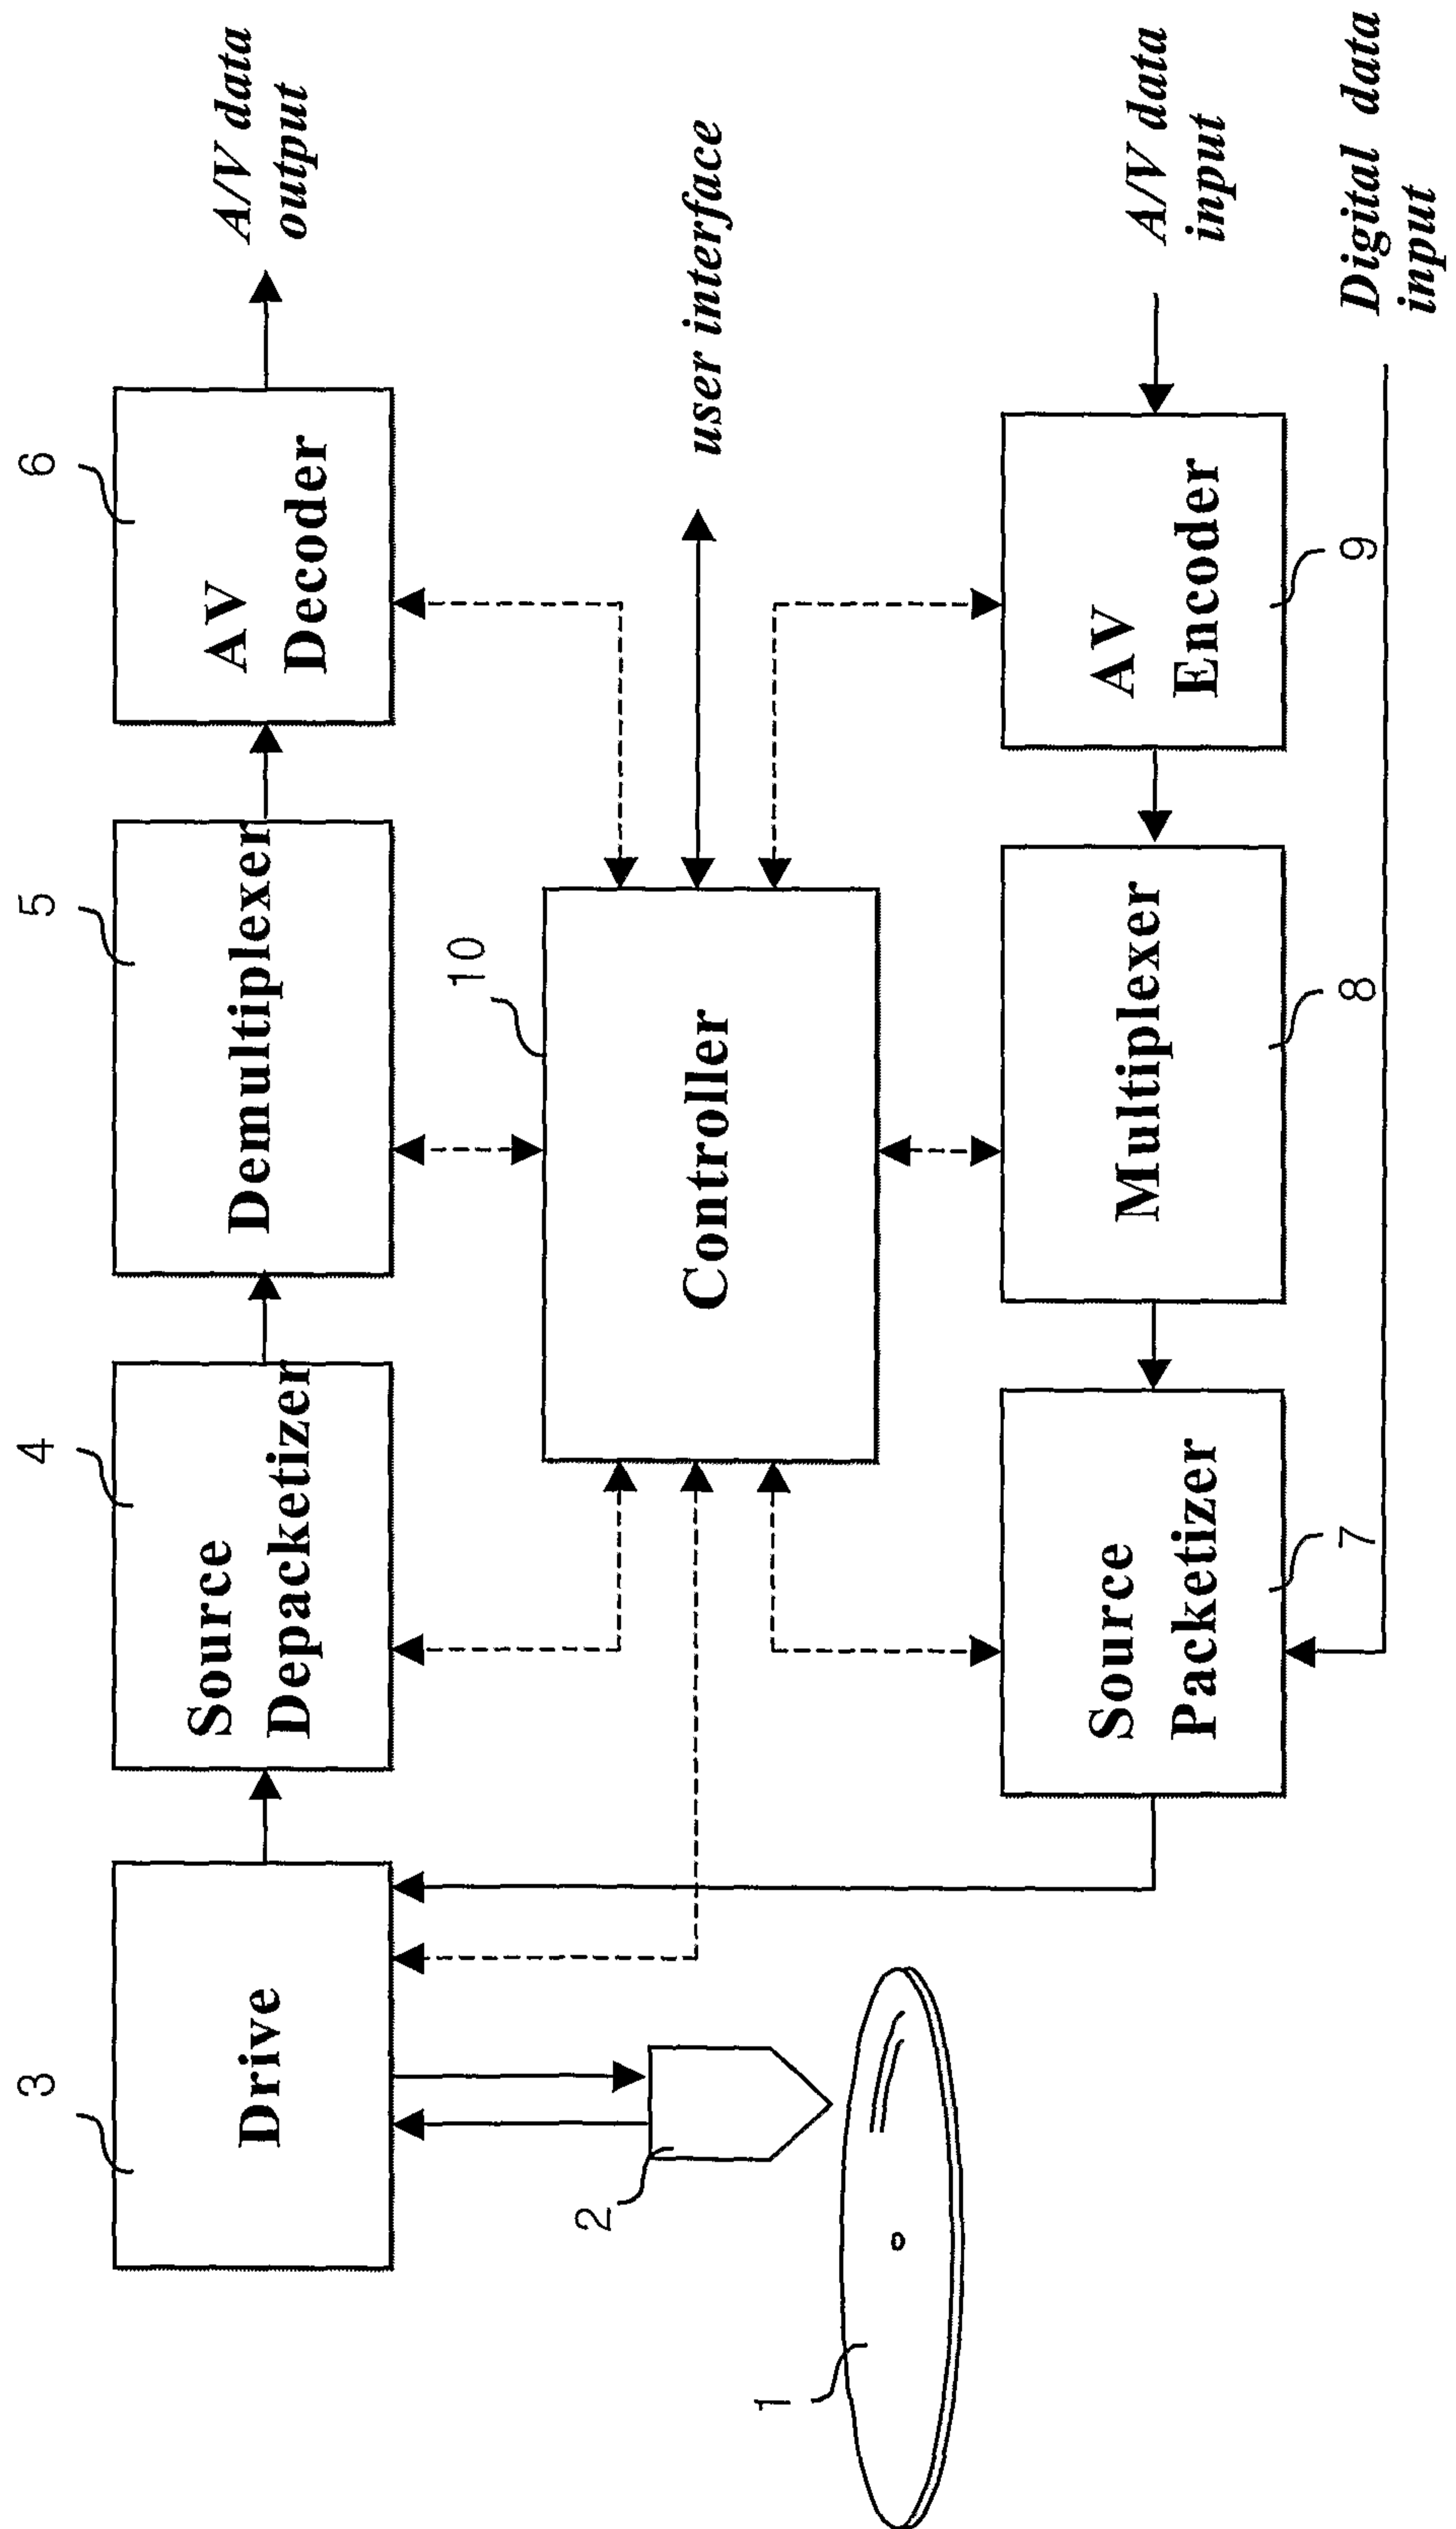 3
4
5
6
Drive
Source
Depacketizer
Demultiplexer
AV
Decoder
A/V data
output
2
10
Controller
user interface
1
Source
Packetizer
Multiplexer
AV
Encoder
A/V data
input
7
8
9
Digital data
input